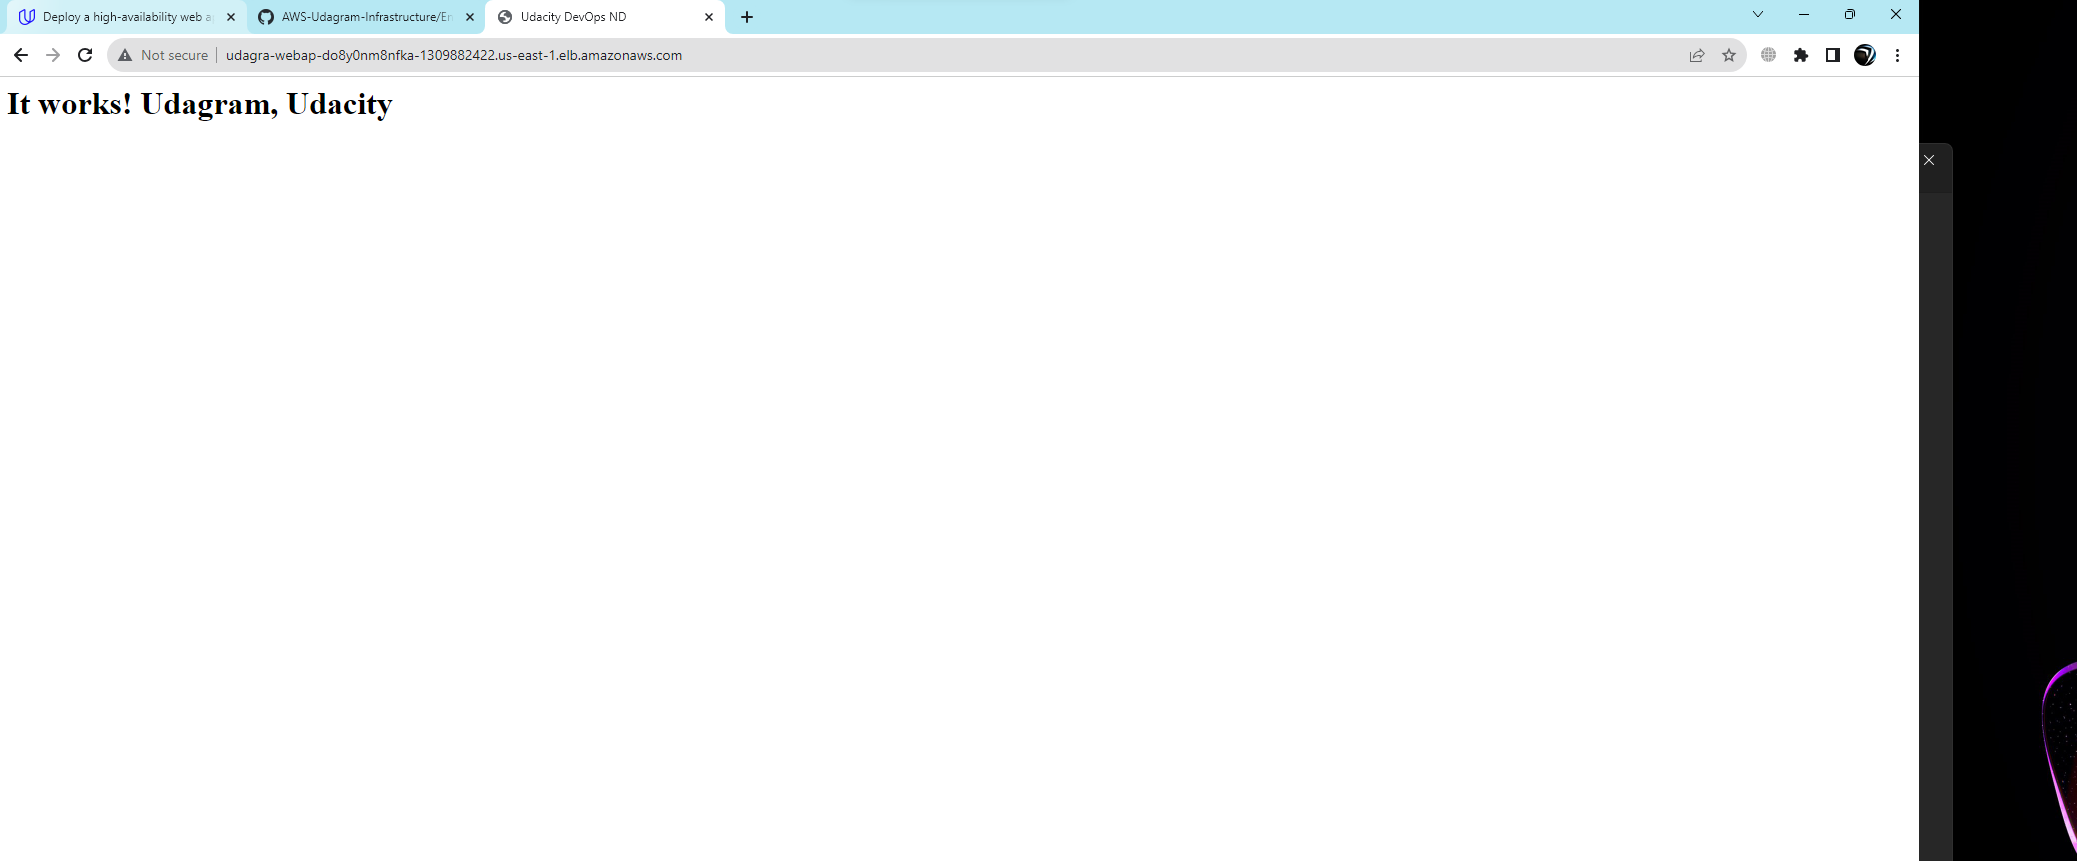 Deploy a high-availability web a
AWS-Udagram-Infrastructure/En
Udacity DevOps ND
Not secure
udagra-webap-do8y0nm8nfka-1309882422.us-east-1.elb.amazonaws.com
It works! Udagram, Udacity